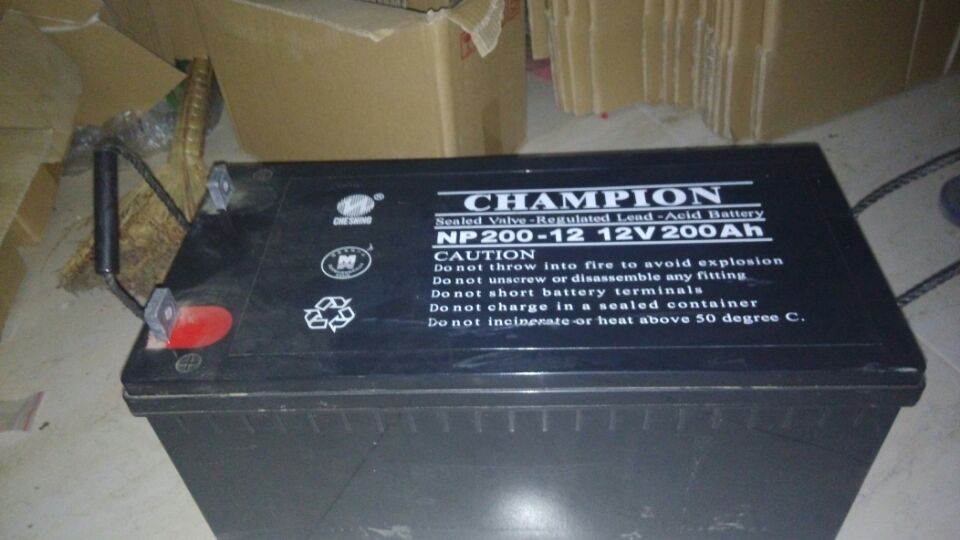 CHAMPION
Sealed Valve-Regulated Lead-Acid Battery
NP200-12 12V200Ah
CAUTION
Do not throw into fire to avoid explosion
Do not unscrew or disassemble any fitting
Do not short battery terminals
Do not charge in a sealed container
Do not incinerate or heat above 50 degree C.
CHESHING
®
M
+